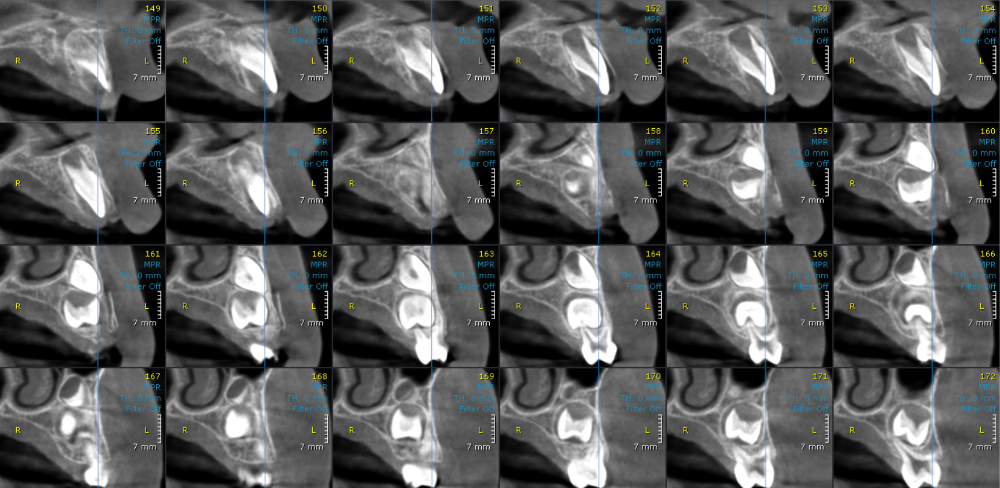 149
MPR
TH: 0 mm
Filter Off
R
L
7 mm
150
MPR
TH: 0 mm
Filter Off
R
L
7 mm
151
MPR
TH: 0 mm
Filter Off
R
L
7 mm
152
MPR
TH: 0 mm
Filter Off
R
L
7 mm
153
MPR
TH: 0 mm
Filter Off
R
L
7 mm
154
MPR
TH: 0 mm
Filter Off
R
L
7 mm
155
MPR
TH: 0 mm
Filter Off
R
L
7 mm
156
MPR
TH: 0 mm
Filter Off
R
L
7 mm
157
MPR
TH: 0 mm
Filter Off
R
L
7 mm
158
MPR
TH: 0 mm
Filter Off
R
L
7 mm
159
MPR
TH: 0 mm
Filter Off
R
L
7 mm
160
MPR
TH: 0 mm
Filter Off
R
L
7 mm
161
MPR
TH: 0 mm
Filter Off
R
L
7 mm
162
MPR
TH: 0 mm
Filter Off
R
L
7 mm
163
MPR
TH: 0 mm
Filter Off
R
L
7 mm
164
MPR
TH: 0 mm
Filter Off
R
L
7 mm
165
MPR
TH: 0 mm
Filter Off
R
L
7 mm
166
MPR
TH: 0 mm
Filter Off
R
L
7 mm
167
MPR
TH: 0 mm
Filter Off
R
L
7 mm
168
MPR
TH: 0 mm
Filter Off
R
L
7 mm
169
MPR
TH: 0 mm
Filter Off
R
L
7 mm
170
MPR
TH: 0 mm
Filter Off
R
L
7 mm
171
MPR
TH: 0 mm
Filter Off
R
L
7 mm
172
MPR
TH: 0 mm
Filter Off
R
L
7 mm